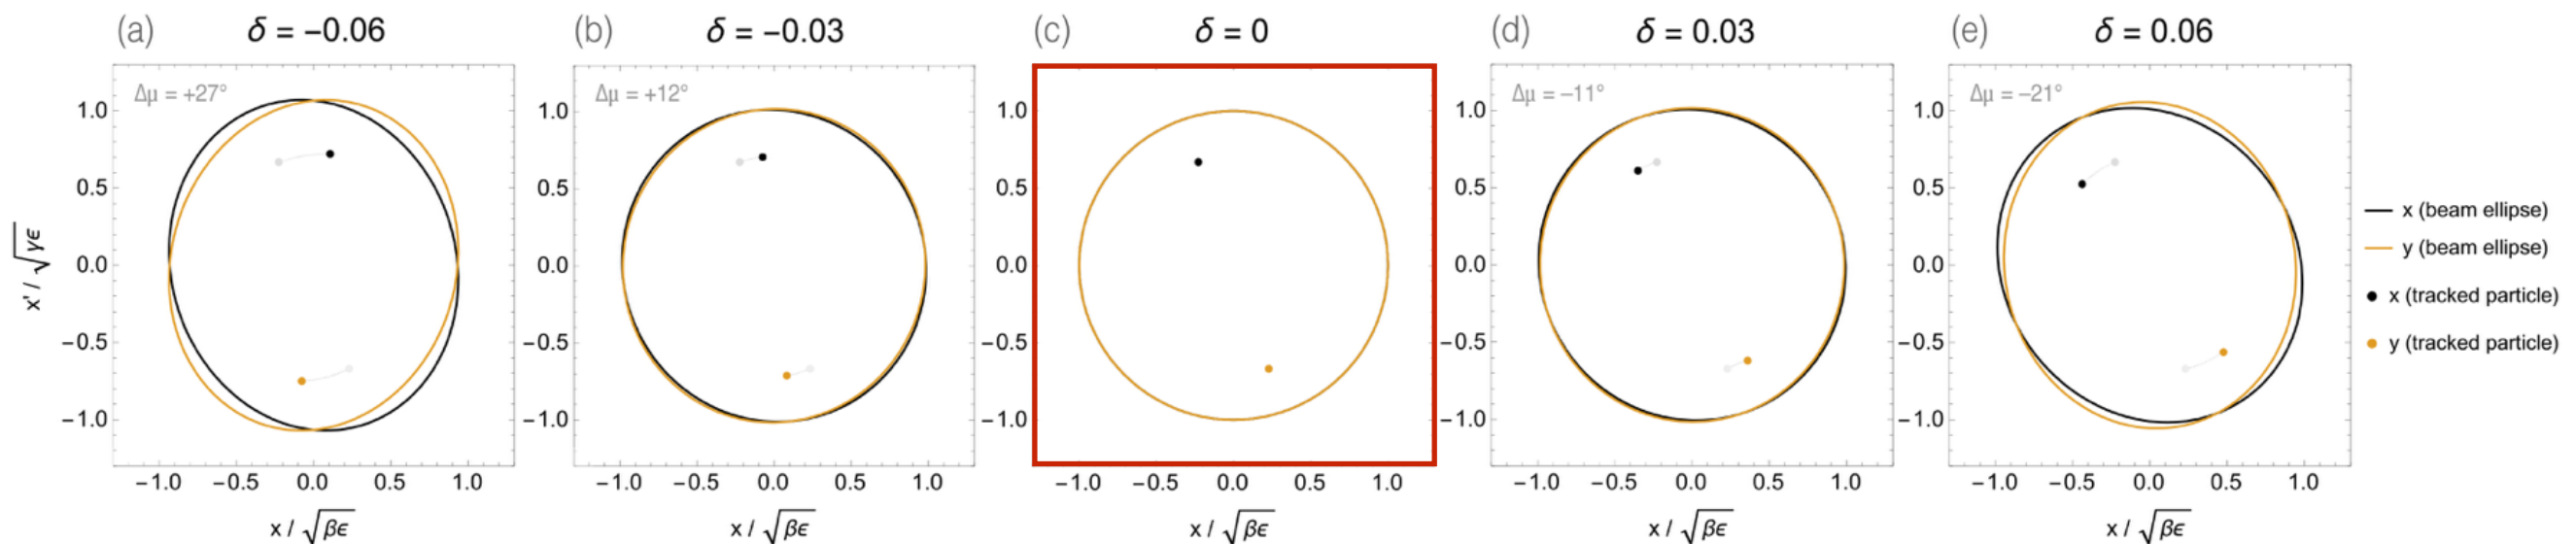 (a) δ = −0.06
(b) δ = −0.03
(c) δ = 0
(d) δ = 0.03
(e) δ = 0.06
Δμ = +27°
Δμ = +12°
Δμ = −11°
Δμ = −21°
x' / √γϵ
1.0
0.5
0.0
−0.5
−1.0
1.0
0.5
0.0
−0.5
−1.0
1.0
0.5
0.0
−0.5
−1.0
1.0
0.5
0.0
−0.5
−1.0
1.0
0.5
0.0
−0.5
−1.0
−1.0 −0.5 0.0 0.5 1.0
−1.0 −0.5 0.0 0.5 1.0
−1.0 −0.5 0.0 0.5 1.0
−1.0 −0.5 0.0 0.5 1.0
−1.0 −0.5 0.0 0.5 1.0
x / √βϵ
x / √βϵ
x / √βϵ
x / √βϵ
x / √βϵ
x (beam ellipse)
y (beam ellipse)
x (tracked particle)
y (tracked particle)